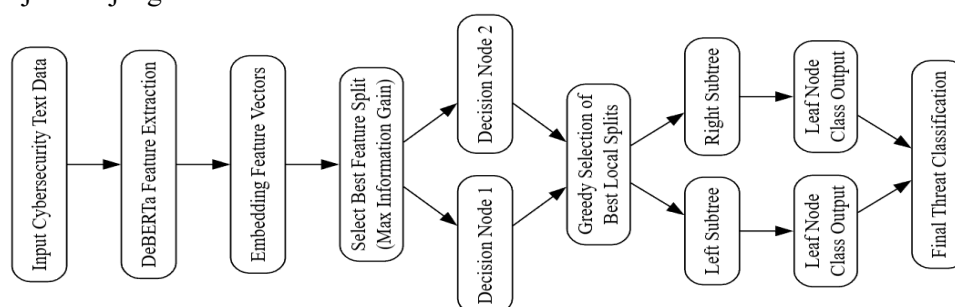 Input Cybersecurity Text Data
DeBERTa Feature Extraction
Embedding Feature Vectors
Select Best Feature Split
(Max Information Gain)
Decision Node 2
Decision Node 1
Greedy Selection of
Best Local Splits
Right Subtree
Left Subtree
Leaf Node
Class Output
Leaf Node
Class Output
Final Threat Classification